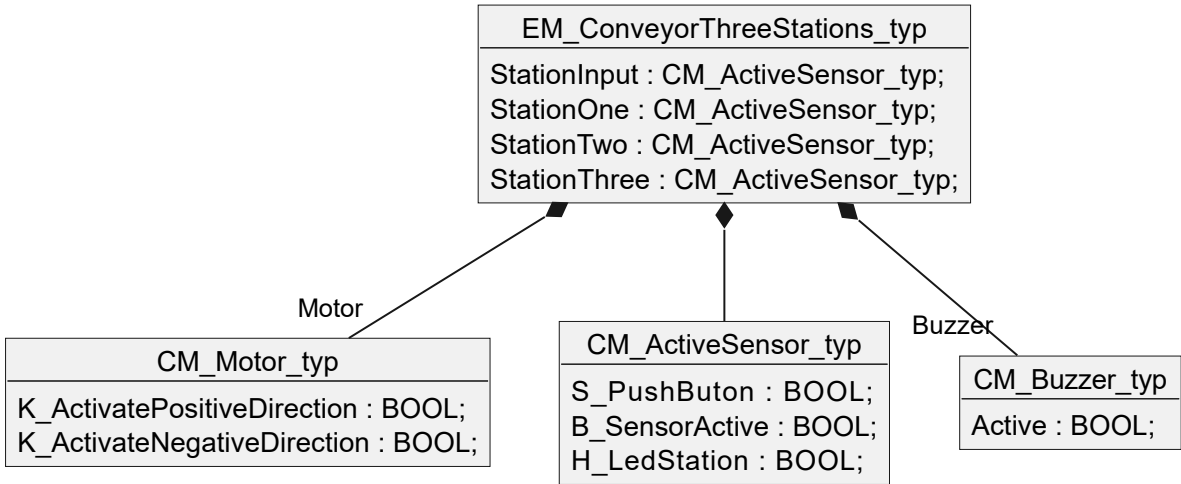 EM_ConveyorThreeStations_typ
StationInput : CM_ActiveSensor_typ;
StationOne : CM_ActiveSensor_typ;
StationTwo : CM_ActiveSensor_typ;
StationThree : CM_ActiveSensor_typ;
Motor
Buzzer
CM_Motor_typ
K_ActivatePositiveDirection : BOOL;
K_ActivateNegativeDirection : BOOL;
CM_ActiveSensor_typ
S_PushButon : BOOL;
B_SensorActive : BOOL;
H_LedStation : BOOL;
CM_Buzzer_typ
Active : BOOL;